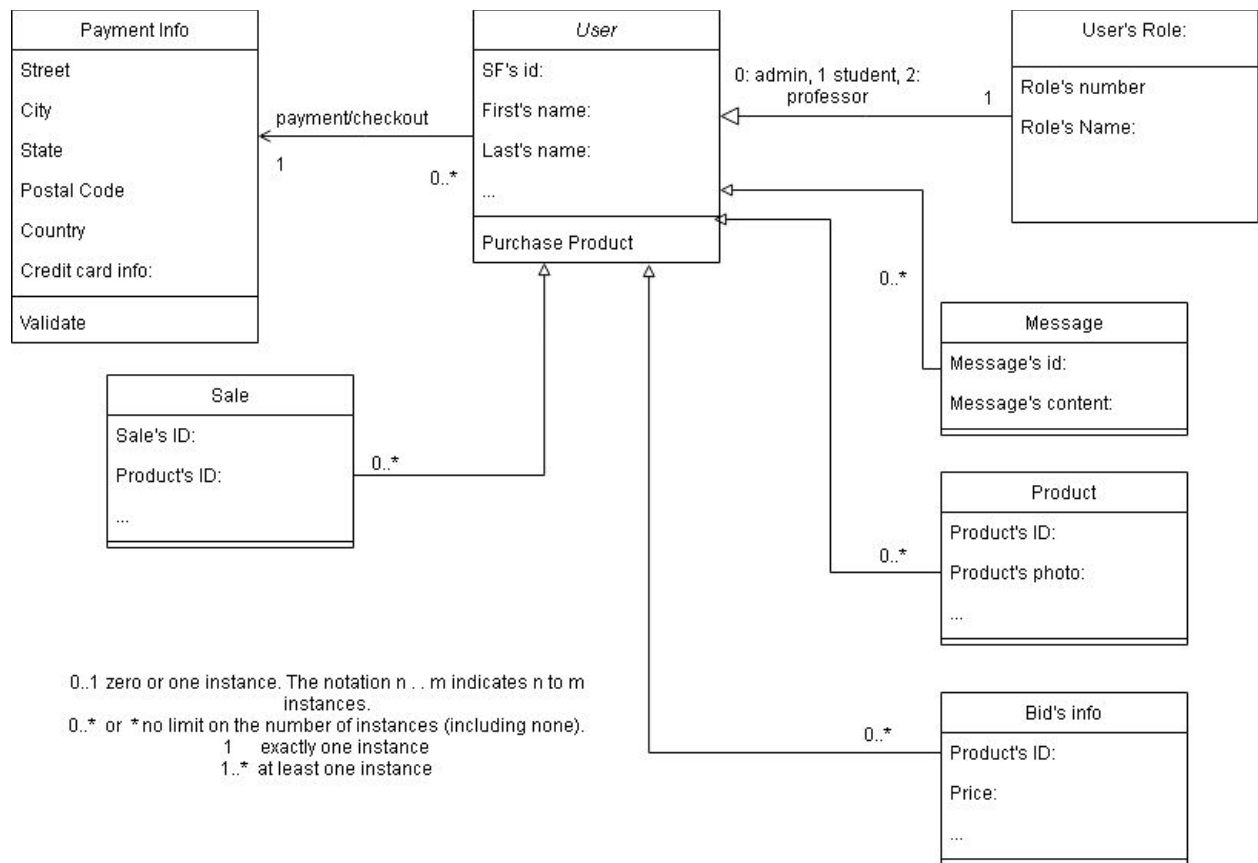 Payment Info
Street
City
State
Postal Code
Country
Credit card info:
Validate
payment/checkout
1
0..*
User
SF's id:
First's name:
Last's name:
...
Purchase Product
0: admin, 1 student, 2:
professor
1
User's Role:
Role's number
Role's Name:
0..*
Message
Message's id:
Message's content:
Sale
Sale's ID:
Product's ID:
...
0..*
0..*
Product
Product's ID:
Product's photo:
...
0..*
Bid's info
Product's ID:
Price:
...
0..1 zero or one instance. The notation n . . m indicates n to m
instances.
0..* or * no limit on the number of instances (including none).
1 exactly one instance
1..* at least one instance